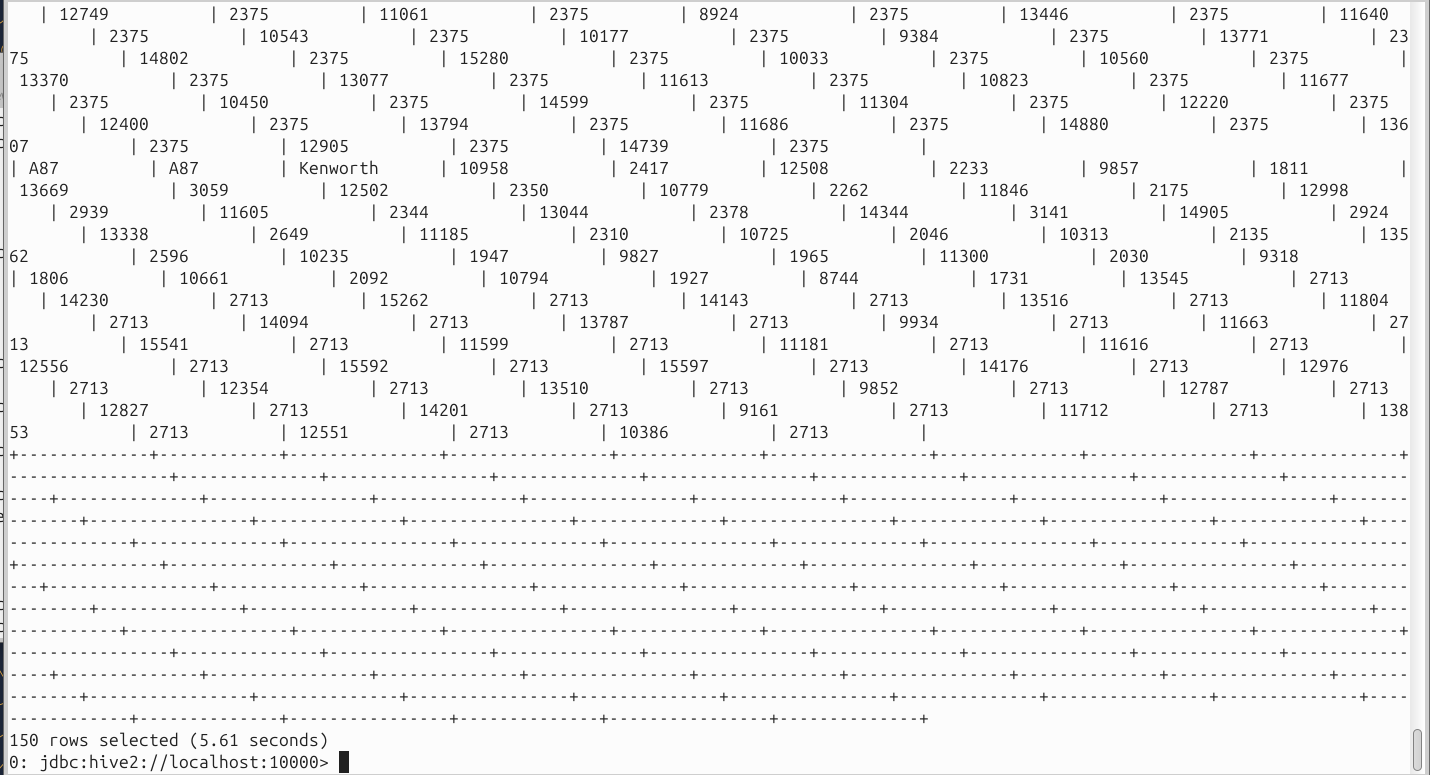 | 12749 | 2375 | 11061 | 2375 | 8924 | 2375 | 13446 | 2375 | 11640
| 2375 | 10543 | 2375 | 10177 | 2375 | 9384 | 2375 | 13771 | 23
75 | 14802 | 2375 | 15280 | 2375 | 10033 | 2375 | 10560 | 2375 |
13370 | 2375 | 13077 | 2375 | 11613 | 2375 | 10823 | 2375 | 11677
| 2375 | 10450 | 2375 | 14599 | 2375 | 11304 | 2375 | 12220 | 2375
| 12400 | 2375 | 13794 | 2375 | 11686 | 2375 | 14880 | 2375 | 136
07 | 2375 | 12905 | 2375 | 14739 | 2375 |
| A87 | A87 | Kenworth | 10958 | 2417 | 12508 | 2233 | 9857 | 1811 |
13669 | 3059 | 12502 | 2350 | 10779 | 2262 | 11846 | 2175 | 12998
| 2939 | 11605 | 2344 | 13044 | 2378 | 14344 | 3141 | 14905 | 2924
| 13338 | 2649 | 11185 | 2310 | 10725 | 2046 | 10313 | 2135 | 135
62 | 2596 | 10235 | 1947 | 9827 | 1965 | 11300 | 2030 | 9318
| 1806 | 10661 | 2092 | 10794 | 1927 | 8744 | 1731 | 13545 | 2713
| 14230 | 2713 | 15262 | 2713 | 14143 | 2713 | 13516 | 2713 | 11804
| 2713 | 14094 | 2713 | 13787 | 2713 | 9934 | 2713 | 11663 | 27
13 | 15541 | 2713 | 11599 | 2713 | 11181 | 2713 | 11616 | 2713 |
12556 | 2713 | 15592 | 2713 | 15597 | 2713 | 14176 | 2713 | 12976
| 2713 | 12354 | 2713 | 13510 | 2713 | 9852 | 2713 | 12787 | 2713
| 12827 | 2713 | 14201 | 2713 | 9161 | 2713 | 11712 | 2713 | 138
53 | 2713 | 12551 | 2713 | 10386 | 2713 |
150 rows selected (5.61 seconds)
0: jdbc:hive2://localhost:10000>